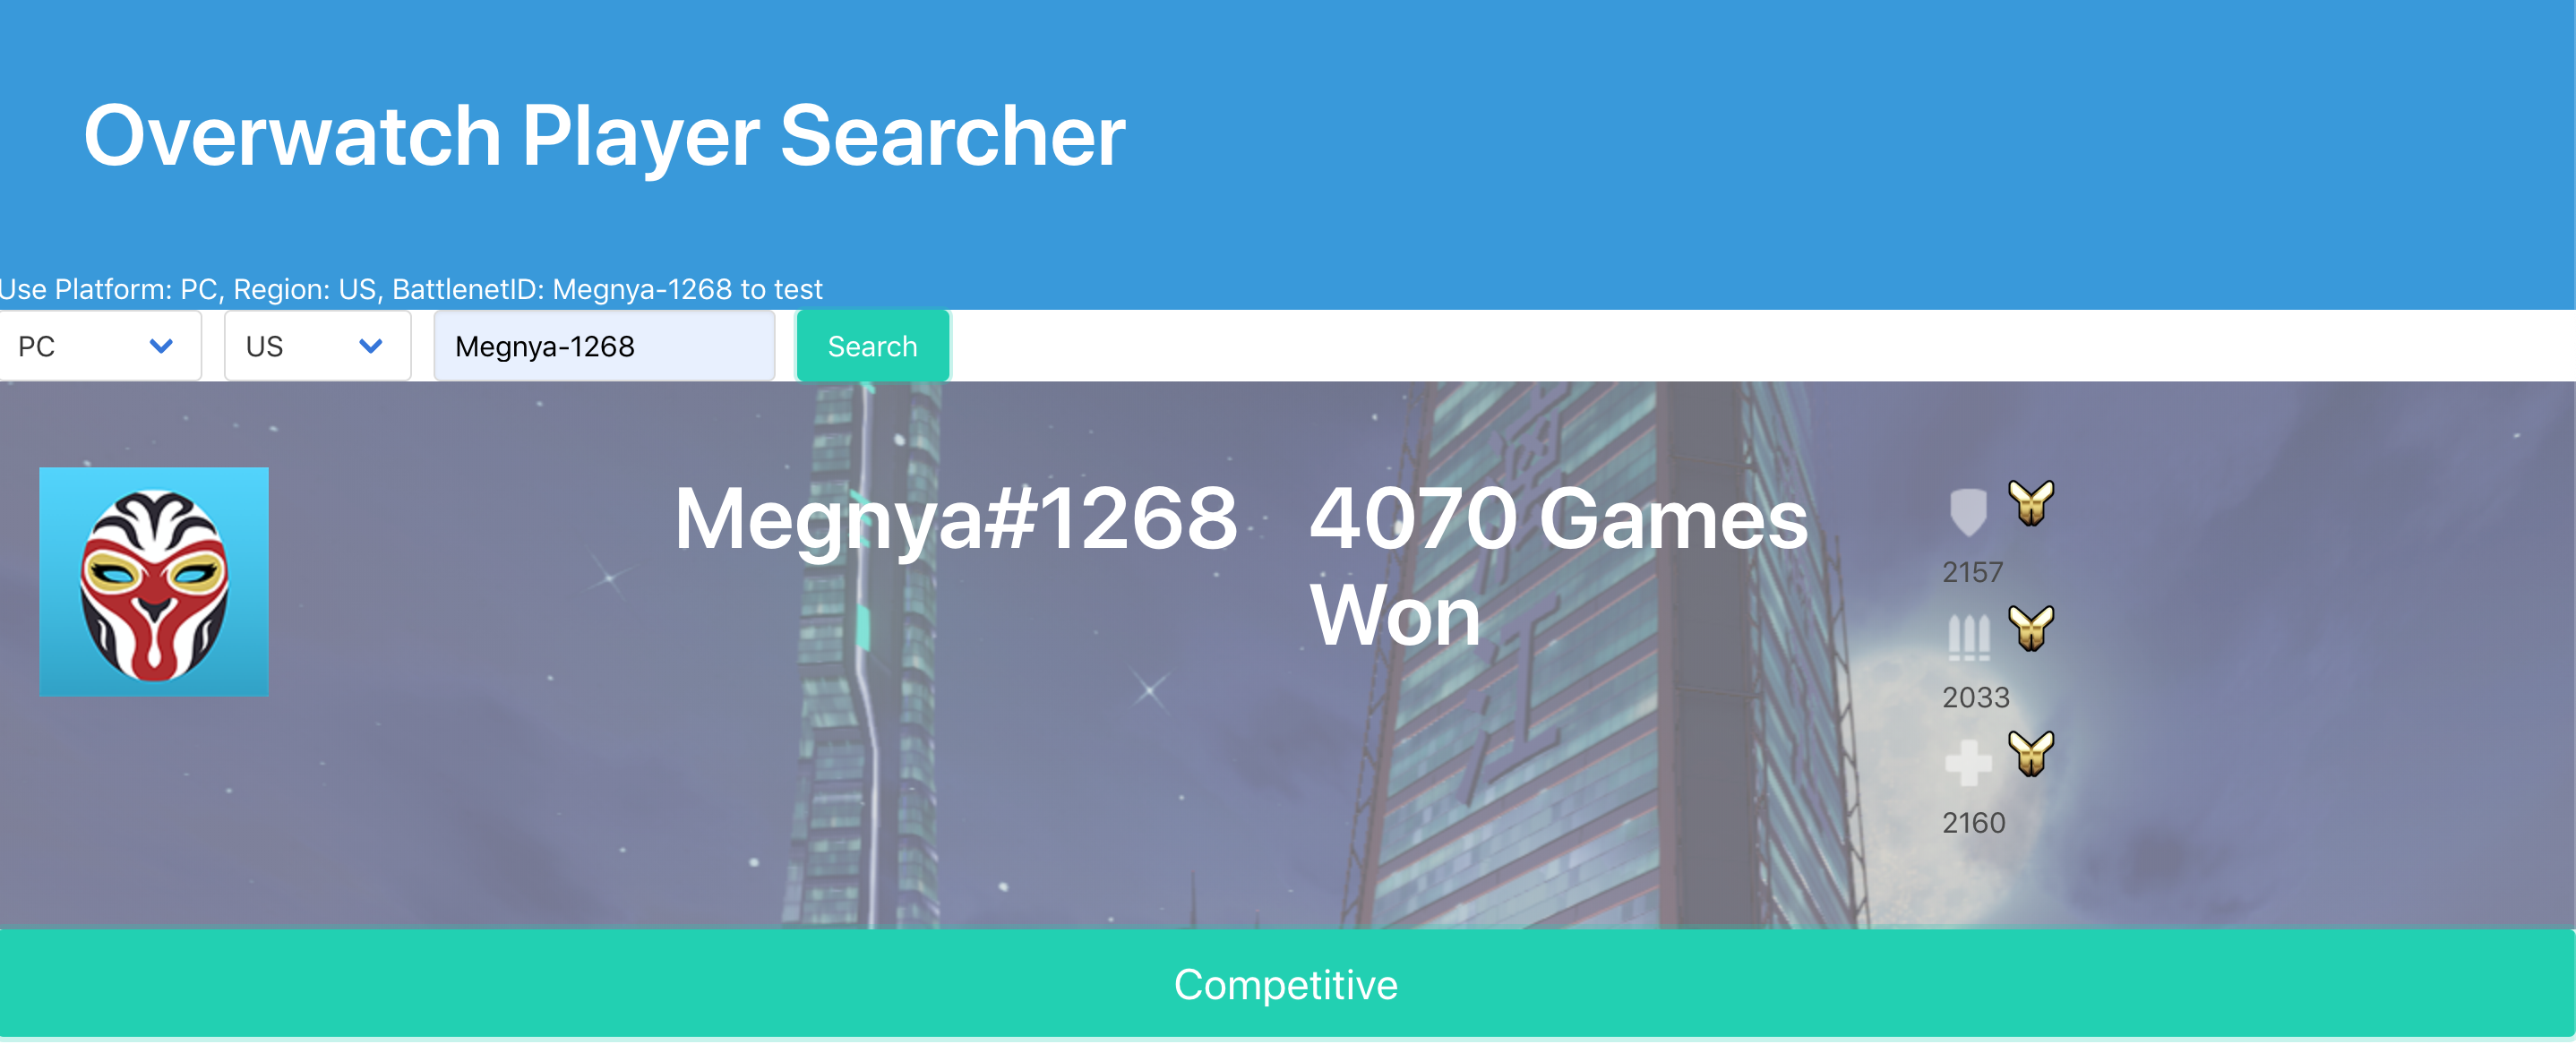 Overwatch Player Searcher
Use Platform: PC, Region: US, BattlenetID: Megnya-1268 to test
PC US Megnya-1268 Search
Megnya#1268 4070 Games
Won
2157
2033
2160
Competitive